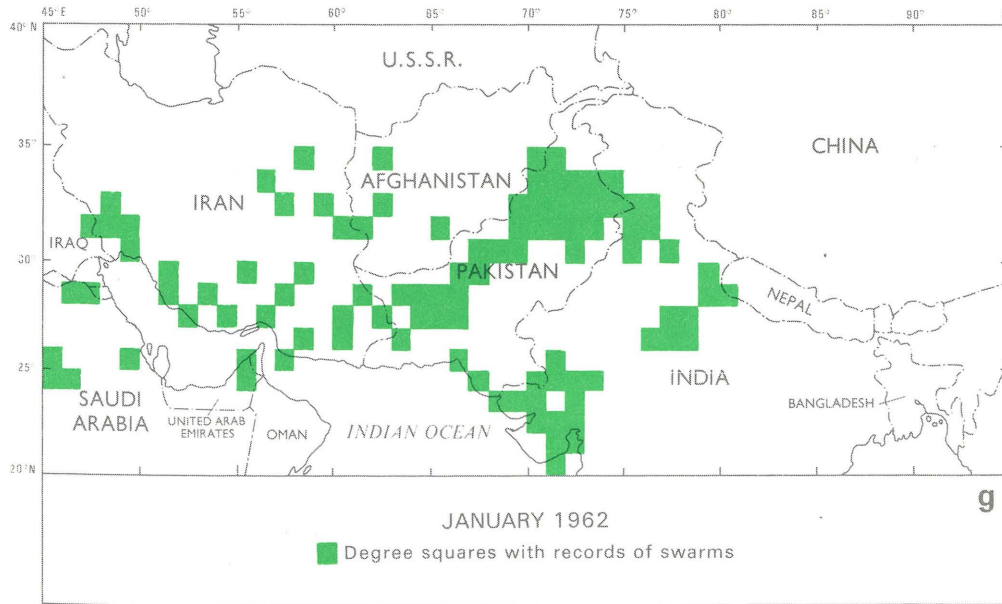 45°E 50° 55° 60° 65° 70° 75° 80° 85° 90°
40°N
U.S.S.R.
35°
CHINA
AFGHANISTAN
IRAN
IRAQ
30°
PAKISTAN
NEPAL
25°
INDIA
SAUDI
ARABIA
BANGLADESH
UNITED ARAB
EMIRATES
OMAN
INDIAN OCEAN
20°N
g
JANUARY 1962
Degree squares with records of swarms